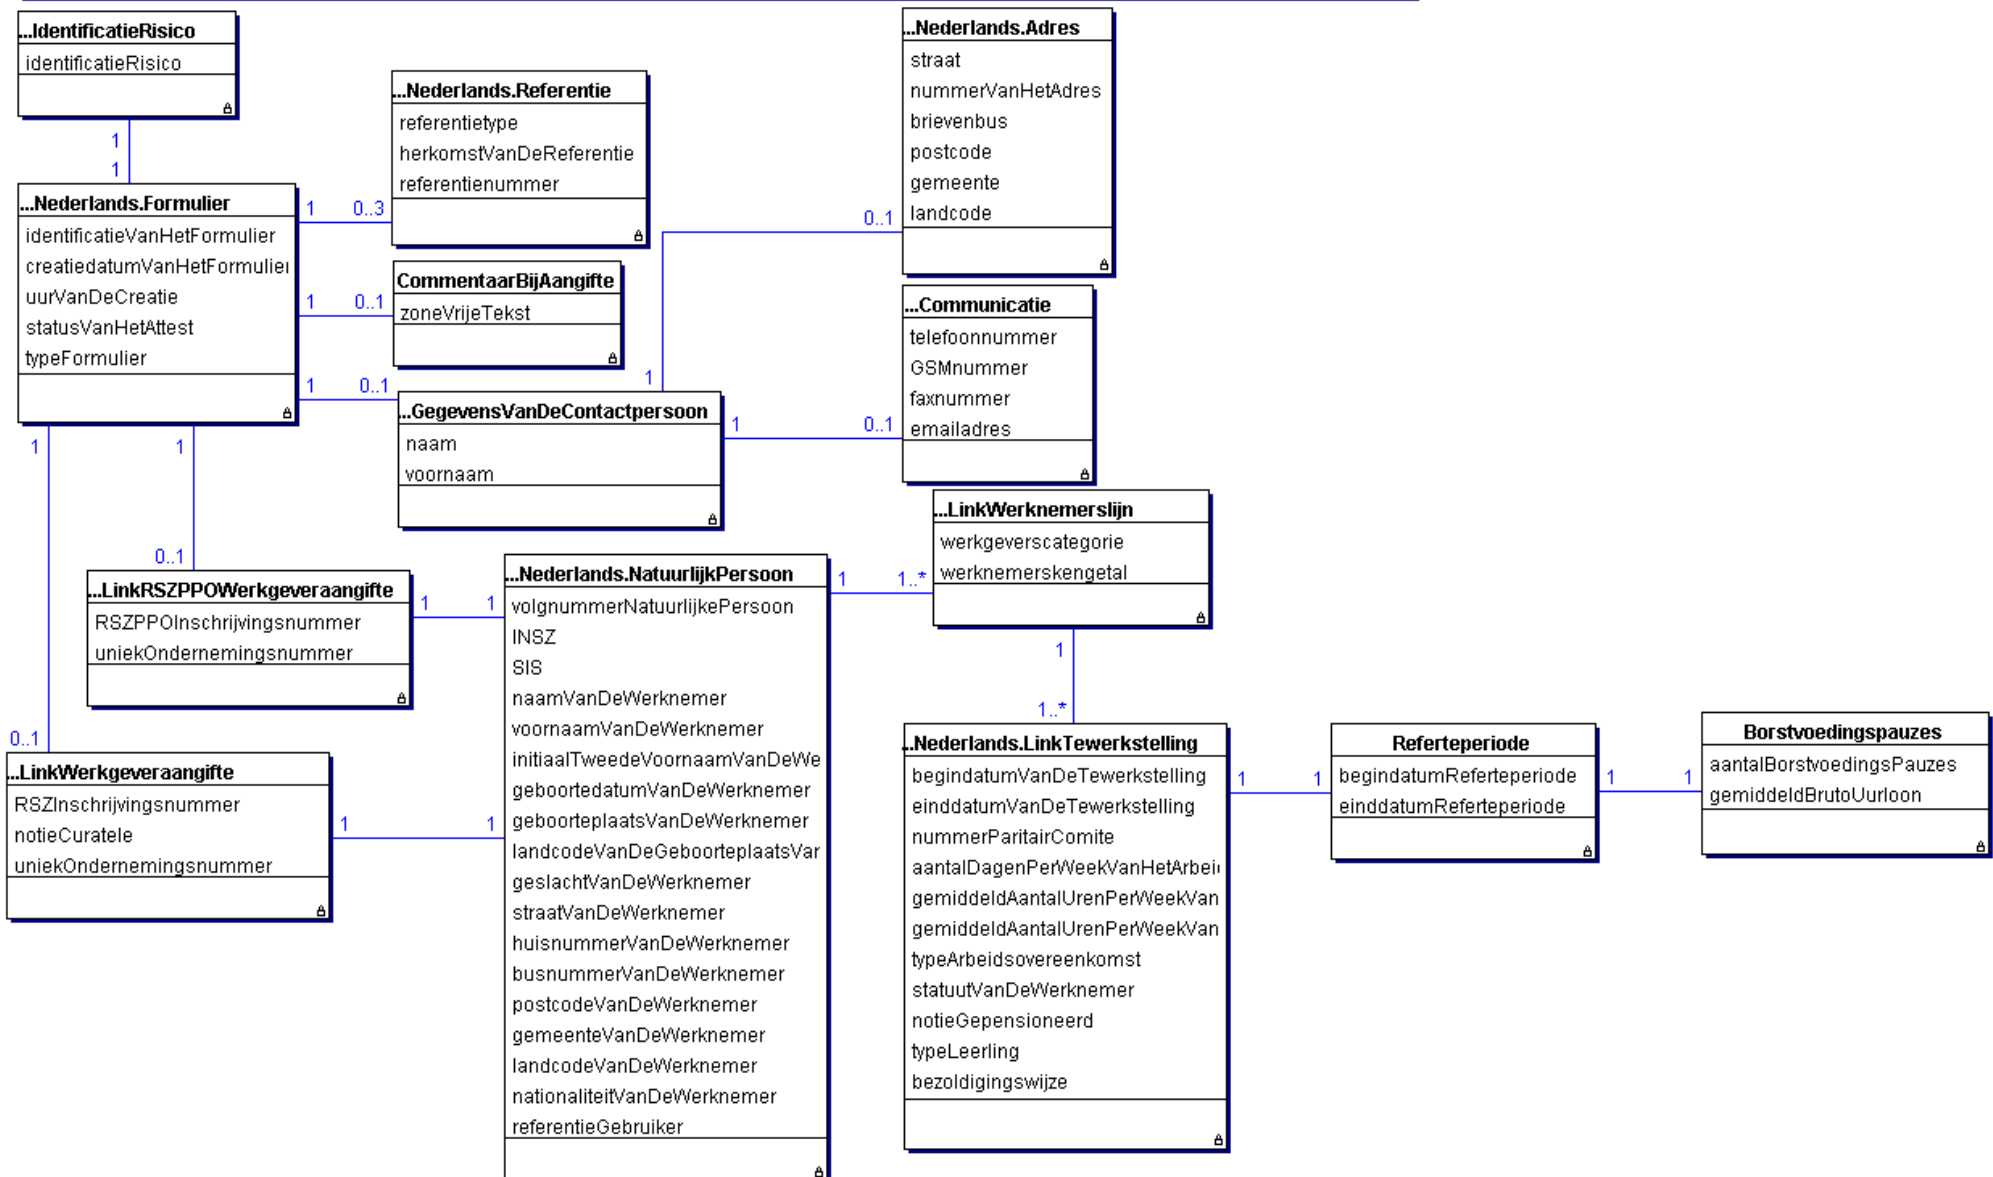 ...IdentificatieRisico
identificatieRisico
1
1
...Nederlands.Formulier
identificatieVanHetFormulier
creatiedatumVanHetFormulier
uurVanDeCreatie
statusVanHetAttest
typeFormulier
1 0..3
1 0..1
1 0..1
1
1
...Nederlands.Referentie
referentietype
herkomstVanDeReferentie
referentienummer
CommentaarBijAangifte
zoneVrijeTekst
...GegevensVanDeContactpersoon
naam
voornaam
1
0..1
1 0..1
...Nederlands.Adres
straat
nummerVanHetAdres
brievenbus
postcode
gemeente
landcode
...Communicatie
telefoonnummer
GSMnummer
faxnummer
emailadres
0..1
...LinkRSZPPOWerkgeveraangifte
RSZPPOInschrijvingsnummer
uniekOndernemingsnummer
1 1
0..1
...LinkWerkgeveraangifte
RSZInschrijvingsnummer
notieCuratele
uniekOndernemingsnummer
1 1
...Nederlands.NatuurlijkPersoon
volgnummerNatuurlijkePersoon
INSZ
SIS
naamVanDeWerknemer
voornaamVanDeWerknemer
initiaalTweedeVoornaamVanDeWe
geboortedatumVanDeWerknemer
geboorteplaatsVanDeWerknemer
landcodeVanDeGeboorteplaatsVar
geslachtVanDeWerknemer
straatVanDeWerknemer
huisnummerVanDeWerknemer
busnummerVanDeWerknemer
postcodeVanDeWerknemer
gemeenteVanDeWerknemer
landcodeVanDeWerknemer
nationaliteitVanDeWerknemer
referentieGebruiker
1 1..*
...LinkWerknemerslijn
werkgeverscategorie
werknemerskengetal
1
1..*
...Nederlands.LinkTewerkstelling
begindatumVanDeTewerkstelling
einddatumVanDeTewerkstelling
nummerParitairComite
aantalDagenPerWeekVanHetArbei
gemiddeldAantalUrenPerWeekVan
gemiddeldAantalUrenPerWeekVan
typeArbeidsovereenkomst
statuutVanDeWerknemer
notieGepensioneerd
typeLeerling
bezoldigingswijze
1 1
Referteperiode
begindatumReferteperiode
einddatumReferteperiode
1 1
Borstvoedingspauzes
aantalBorstvoedingsPauzes
gemiddeldBrutoUurloon